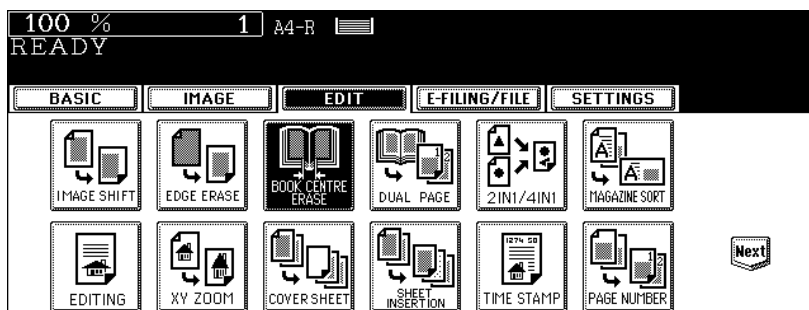 100 % 1 A4-R
READY
BASIC IMAGE EDIT E-FILING/FILE SETTINGS
IMAGE SHIFT EDGE ERASE BOOK CENTRE ERASE DUAL PAGE 2IN1/4IN1 MAGAZINE SORT
EDITING XY ZOOM COVER SHEET SHEET INSERTION TIME STAMP PAGE NUMBER
Next